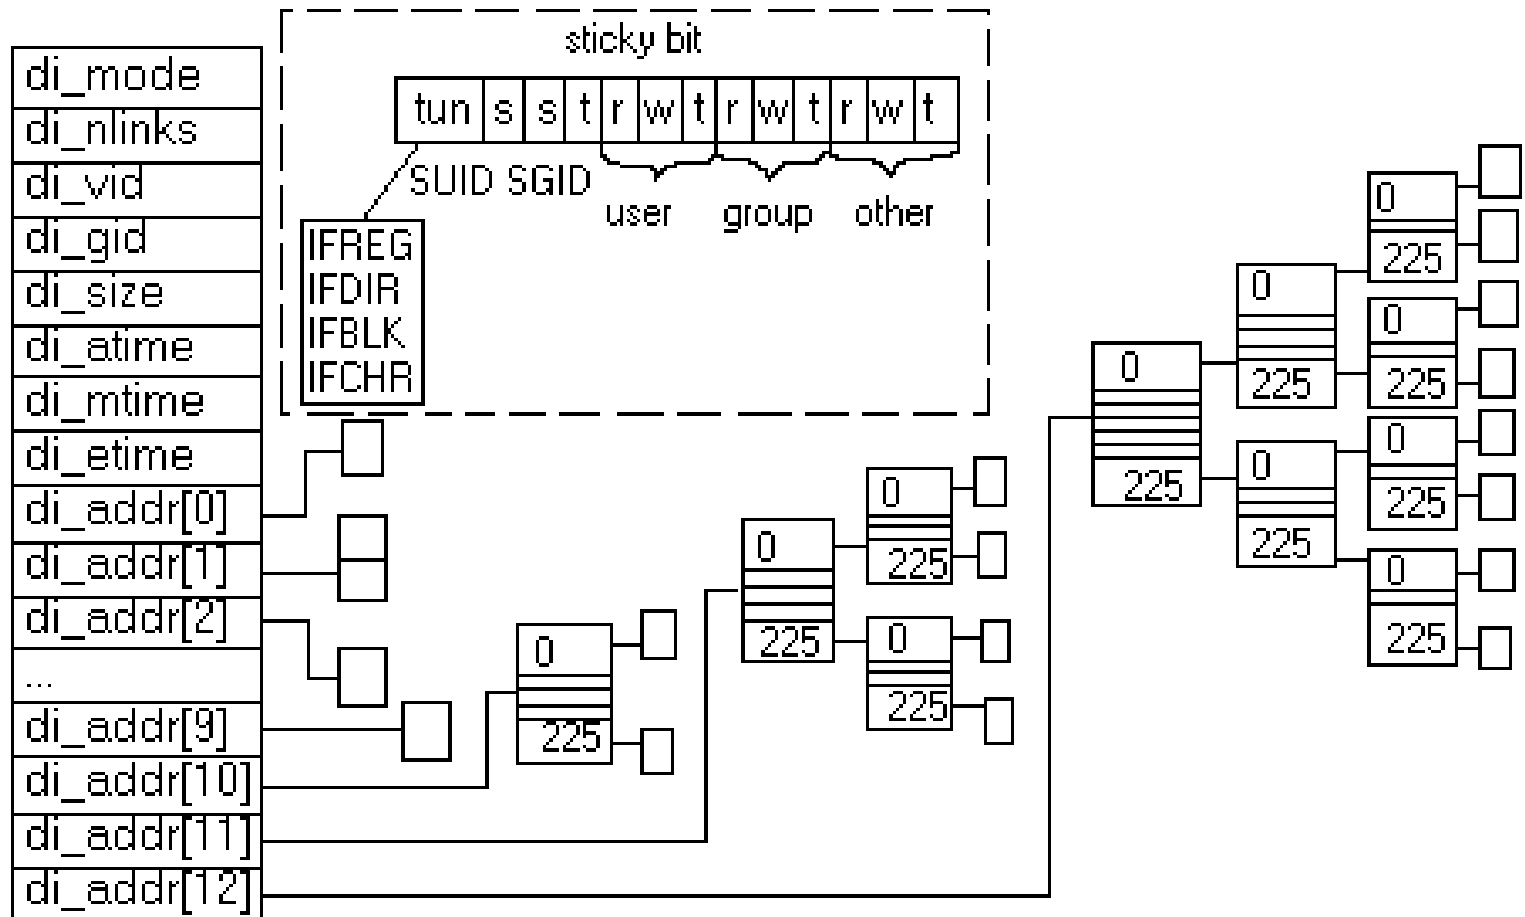 di_mode
di_nlinks
di_vid
di_gid
di_size
di_atime
di_mtime
di_etime
di_addr[0]
di_addr[1]
di_addr[2]
...
di_addr[9]
di_addr[10]
di_addr[11]
di_addr[12]
sticky bit
tun s s t r w t r w t r w t
SUID SGID
user group other
IFREG
IFDIR
IFBLK
IFCHR
0
225
0
225
0
225
0
225
0
225
0
225
0
225
0
225
0
225
0
225
0
225